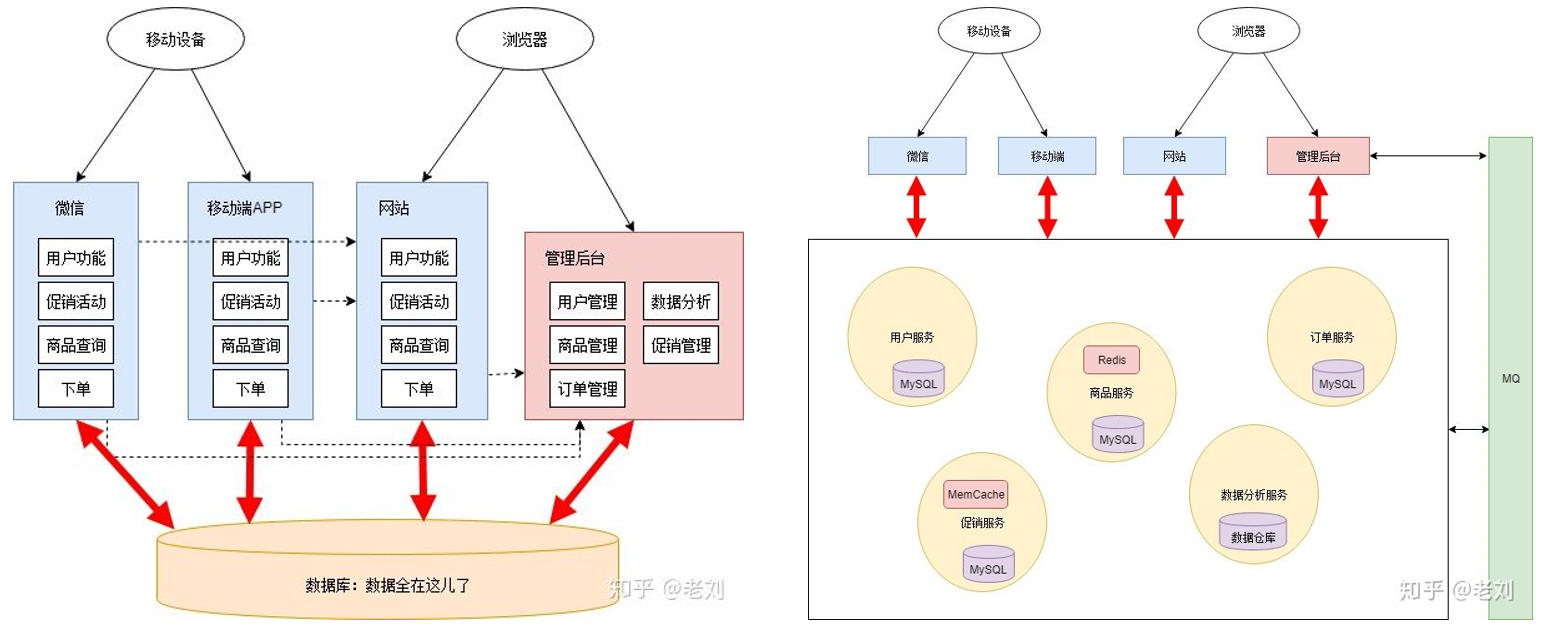 移动设备
浏览器
微信
用户功能
促销活动
商品查询
下单
移动端APP
用户功能
促销活动
商品查询
下单
网站
用户功能
促销活动
商品查询
下单
管理后台
用户管理
数据分析
商品管理
促销管理
订单管理
数据库：数据全在这儿了
知乎 @老刘
移动设备
浏览器
微信
移动端
网站
管理后台
MQ
用户服务
MySQL
Redis
商品服务
MySQL
订单服务
MySQL
MemCache
促销服务
MySQL
数据分析服务
数据仓库
知乎 @老刘